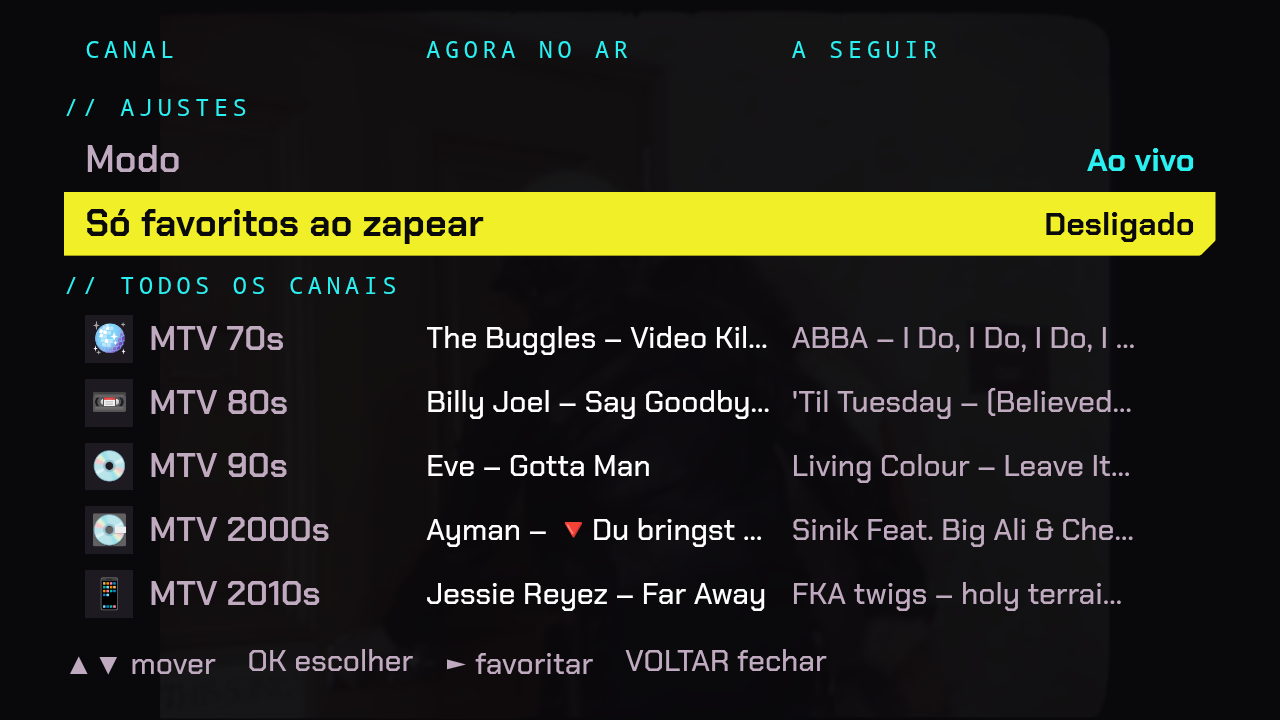 CANAL AGORA NO AR A SEGUIR
// AJUSTES
Modo Ao vivo
Só favoritos ao zapear Desligado
// TODOS OS CANAIS
MTV 70s The Buggles – Video Kil... ABBA – I Do, I Do, I Do, I ...
MTV 80s Billy Joel – Say Goodby... 'Til Tuesday – (Believed...
MTV 90s Eve – Gotta Man Living Colour – Leave It...
MTV 2000s Ayman – 🔻Du bringst ... Sinik Feat. Big Ali & Che...
MTV 2010s Jessie Reyez – Far Away FKA twigs – holy terrai...
▲▼ mover OK escolher ► favoritar VOLTAR fechar